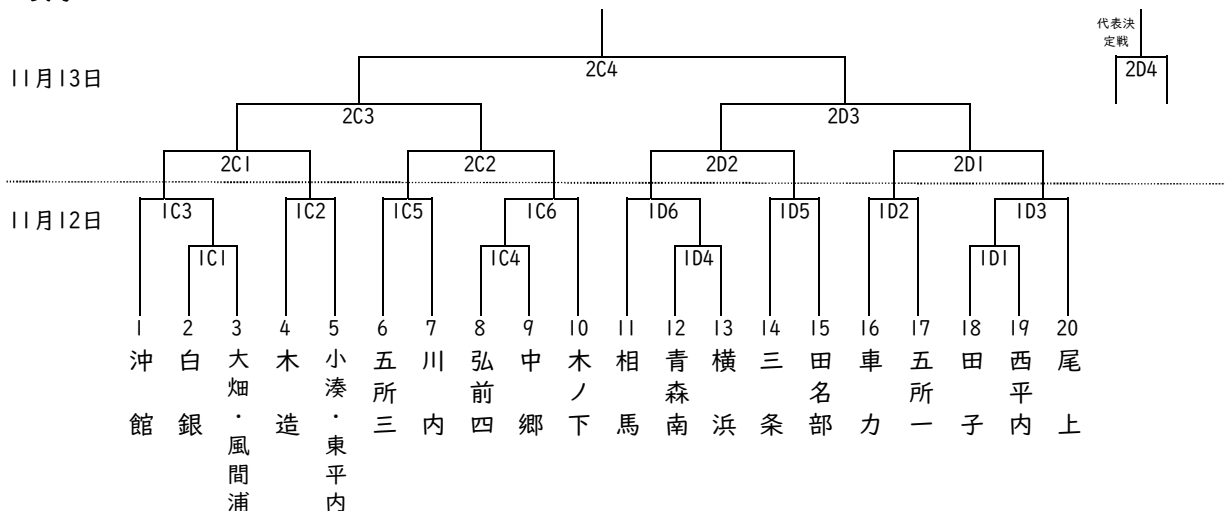 代表決
定戦
11月13日
2C4
2D4
2C3
2D3
2C1
2C2
2D2
2D1
11月12日
1C3
1C2
1C5
1C6
1D6
1D5
1D2
1D3
1C1
1C4
1D4
1D1
1 2 3 4 5 6 7 8 9 10 11 12 13 14 15 16 17 18 19 20
沖館
白銀
大畑・風間浦
木造
小湊・東平内
五所三
川内
弘前四
中郷
木ノ下
相馬
青森南
横浜
三条
田名部
車力
五所一
田子
西平内
尾上